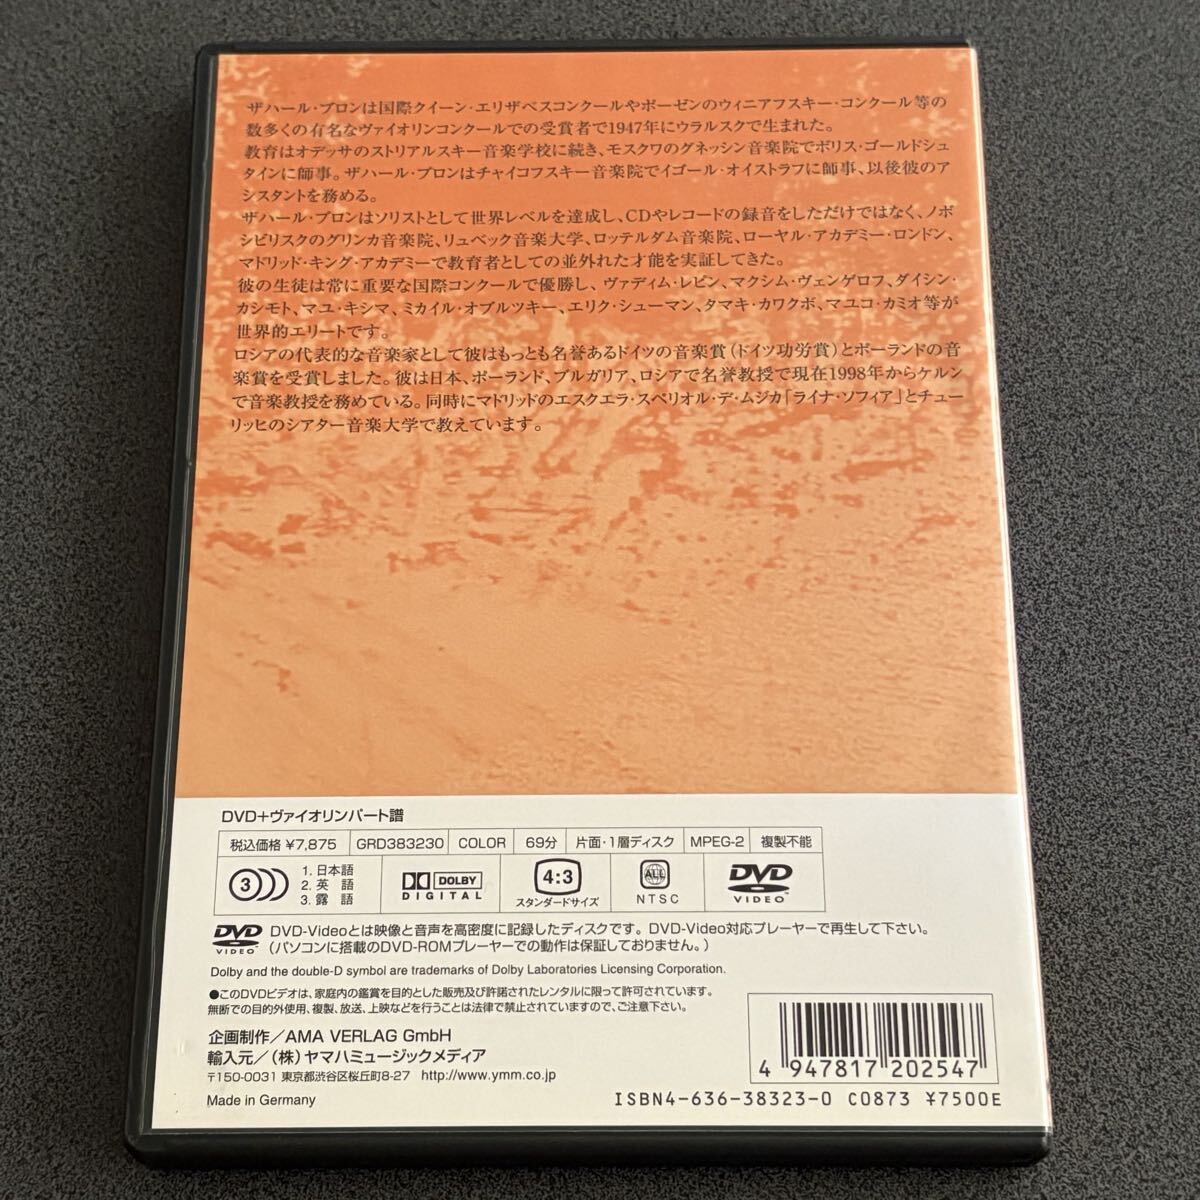 ザハール・ブロンは国際クイーン・エリザベスコンクールやポーゼンのウィニアフスキー・コンクール等の
数多くの有名なヴァイオリンコンクールでの受賞者で1947年にウラルスクで生まれた。
教育はオデッサのストリアルスキー音楽学校に続き、モスクワのグネッシン音楽院でボリス・ゴールドシュ
タインに師事。ザハール・ブロンはチャイコフスキー音楽院でイゴール・オイストラフに師事、以後彼のア
シスタントを務める。
ザハール・ブロンはソリストとして世界レベルを達成し、CDやレコードの録音をしただけではなく、ノボ
シビリスクのグリンカ音楽院、リュベック音楽大学、ロッテルダム音楽院、ローヤル・アカデミー・ロンドン、
マドリッド・キング・アカデミーで教育者としての並外れた才能を実証してきた。
彼の生徒は常に重要な国際コンクールで優勝し、ヴァディム・レピン、マクシム・ヴェンゲロフ、ダイシン・
カシモト、マユ・キシマ、ミカイル・オブルツキー、エリク・シューマン、タマキ・カワクボ、マユコ・カミオ等が
世界的エリートです。
ロシアの代表的な音楽家として彼はもっとも名誉あるドイツの音楽賞（ドイツ功労賞）とポーランドの音
楽賞を受賞しました。彼は日本、ポーランド、ブルガリア、ロシアで名誉教授で現在1998年からケルン
で音楽教授を務めている。同時にマドリッドのエスクエラ・スペリオル・デ・ムジカ「ライナ・ソフィア」とチュー
リッヒのシアター音楽大学で教えています。
DVD+ヴァイオリンパート譜
税込価格 ¥7,875 GRD383230 COLOR 69分 片面・1層ディスク MPEG-2 複製不能
3 1. 日本語
2. 英 語
3. 露 語
DOLBY DIGITAL
4:3 スタンダードサイズ
ALL NTSC
DVD VIDEO
DVD VIDEO DVD-Videoとは映像と音声を高密度に記録したディスクです。DVD-Video対応プレーヤーで再生して下さい。
（パソコンに搭載のDVD-ROMプレーヤーでの動作は保証しておりません。）
Dolby and the double-D symbol are trademarks of Dolby Laboratories Licensing Corporation.
●このDVDビデオは、家庭内の鑑賞を目的とした販売及び許諾されたレンタルに限って許可されています。
無断での目的外使用、複製、放送、上映などを行うことは法律で禁止されていますので、ご注意下さい。
企画制作／AMA VERLAG GmbH
輸入元／（株）ヤマハミュージックメディア
〒150-0031 東京都渋谷区桜丘町8-27 http://www.ymm.co.jp
Made in Germany
4 947817 202547
ISBN4-636-38323-0 C0873 ¥7500E